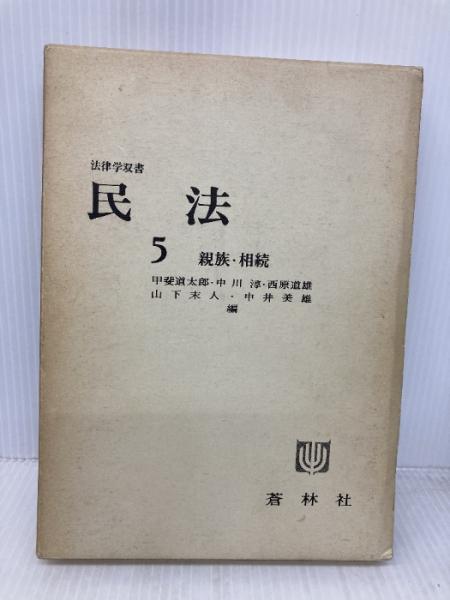 法律学双書
民 法
5 親族・相続
甲斐道太郎・中川 淳・西原道雄
山下末人・中井美雄
編
蒼林社